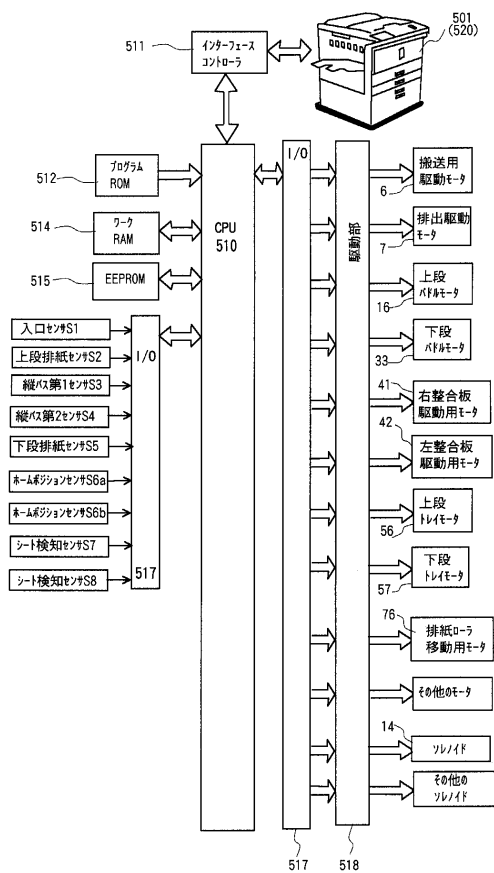 511
インターフェース
コントローラ
501
(520)
512
プログラム
ROM
514
ワーク
RAM
515
EEPROM
CPU
510
I/O
駆動部
入口センサS1
上段排紙センサS2
縦パス第1センサS3
縦パス第2センサS4
下段排紙センサS5
ホームポジションセンサS6a
ホームポジションセンサS6b
シート検知センサS7
シート検知センサS8
I/O
517
搬送用
駆動モータ
6
排出駆動
モータ
7
上段
パドルモータ
16
下段
パドルモータ
33
41
右整合板
駆動用モータ
42
左整合板
駆動用モータ
上段
トレイモータ
56
下段
トレイモータ
57
76
排紙ローラ
移動用モータ
その他のモータ
14
ソレノイド
その他の
ソレノイド
517
518